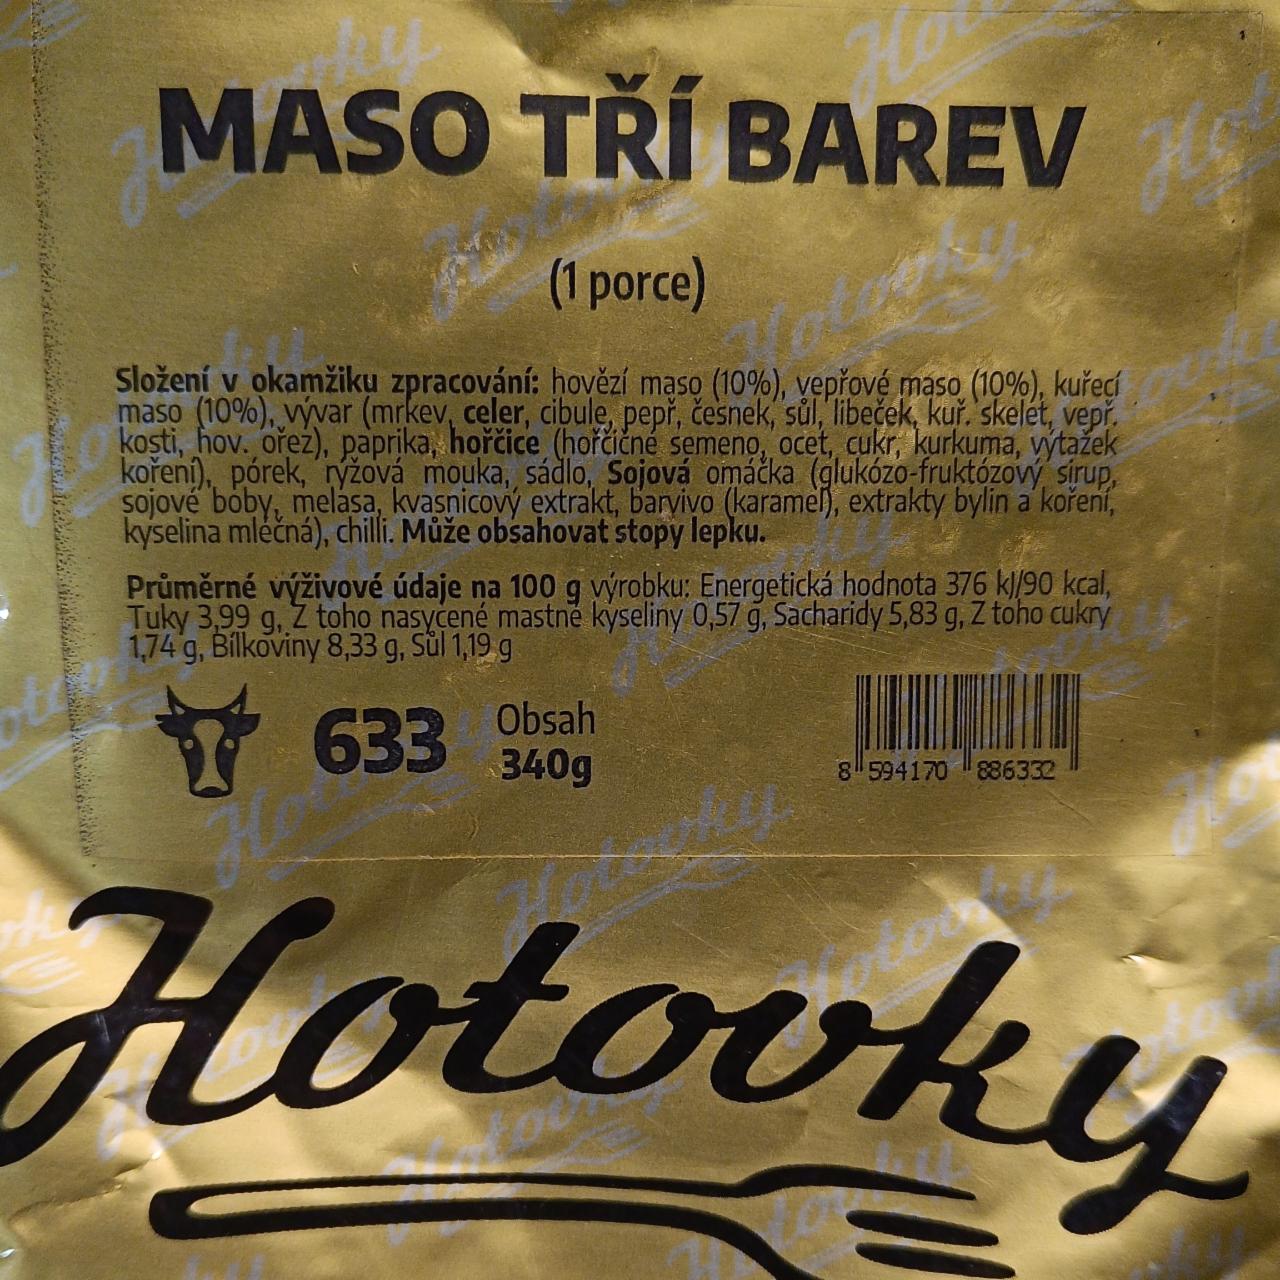 MASO TŘÍ BAREV
(1 porce)
Složení v okamžiku zpracování: hovězí maso (10%), vepřové maso (10%), kuřecí
maso (10%), vývar (mrkev, celer, cibule, pepř, česnek, sůl, libeček, kuř. skelet, vepř.
kosti, hov. ořez), paprika, hořčice (hořčičné semeno, ocet, cukr, kurkuma, výtažek
koření), pórek, rýžová mouka, sádlo, Sojová omáčka (glukózo-fruktózový sirup,
sojové boby, melasa, kvasnicový extrakt, barvivo (karamel), extrakty bylin a koření,
kyselina mléčná), chilli. Může obsahovat stopy lepku.
Průměrné výživové údaje na 100 g výrobku: Energetická hodnota 376 kJ/90 kcal,
Tuky 3,99 g, Z toho nasycené mastné kyseliny 0,57 g, Sacharidy 5,83 g, Z toho cukry
1,74 g, Bílkoviny 8,33 g, Sůl 1,19 g
633
Obsah
340g
8 594170 886332
Hotovky